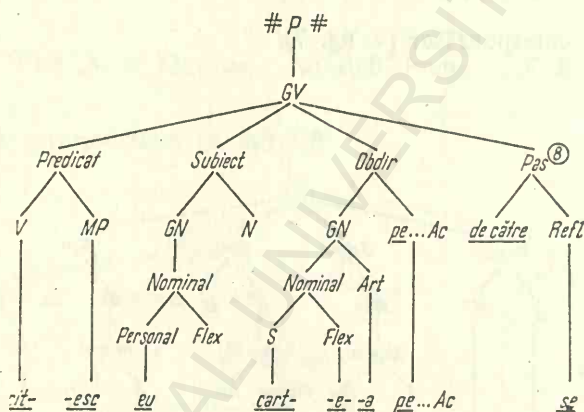 # P #
GV
Predicat Subiect Obdir Pas ⑧
V MP GN N GN pe...Ac de către Refl
Nominal Nominal Art
Personal Flex S Flex
cit- -esc eu cart- -e- -a pe...Ac se